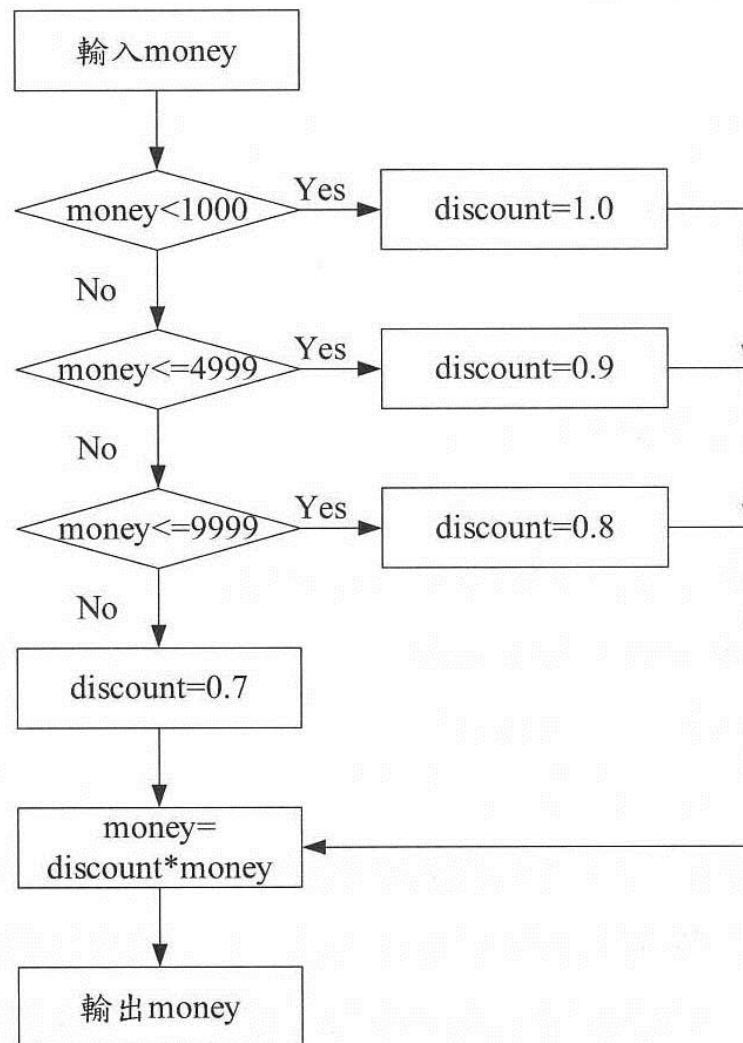 輸入money
money<1000
Yes
discount=1.0
No
money<=4999
Yes
discount=0.9
No
money<=9999
Yes
discount=0.8
No
discount=0.7
money=
discount*money
輸出money